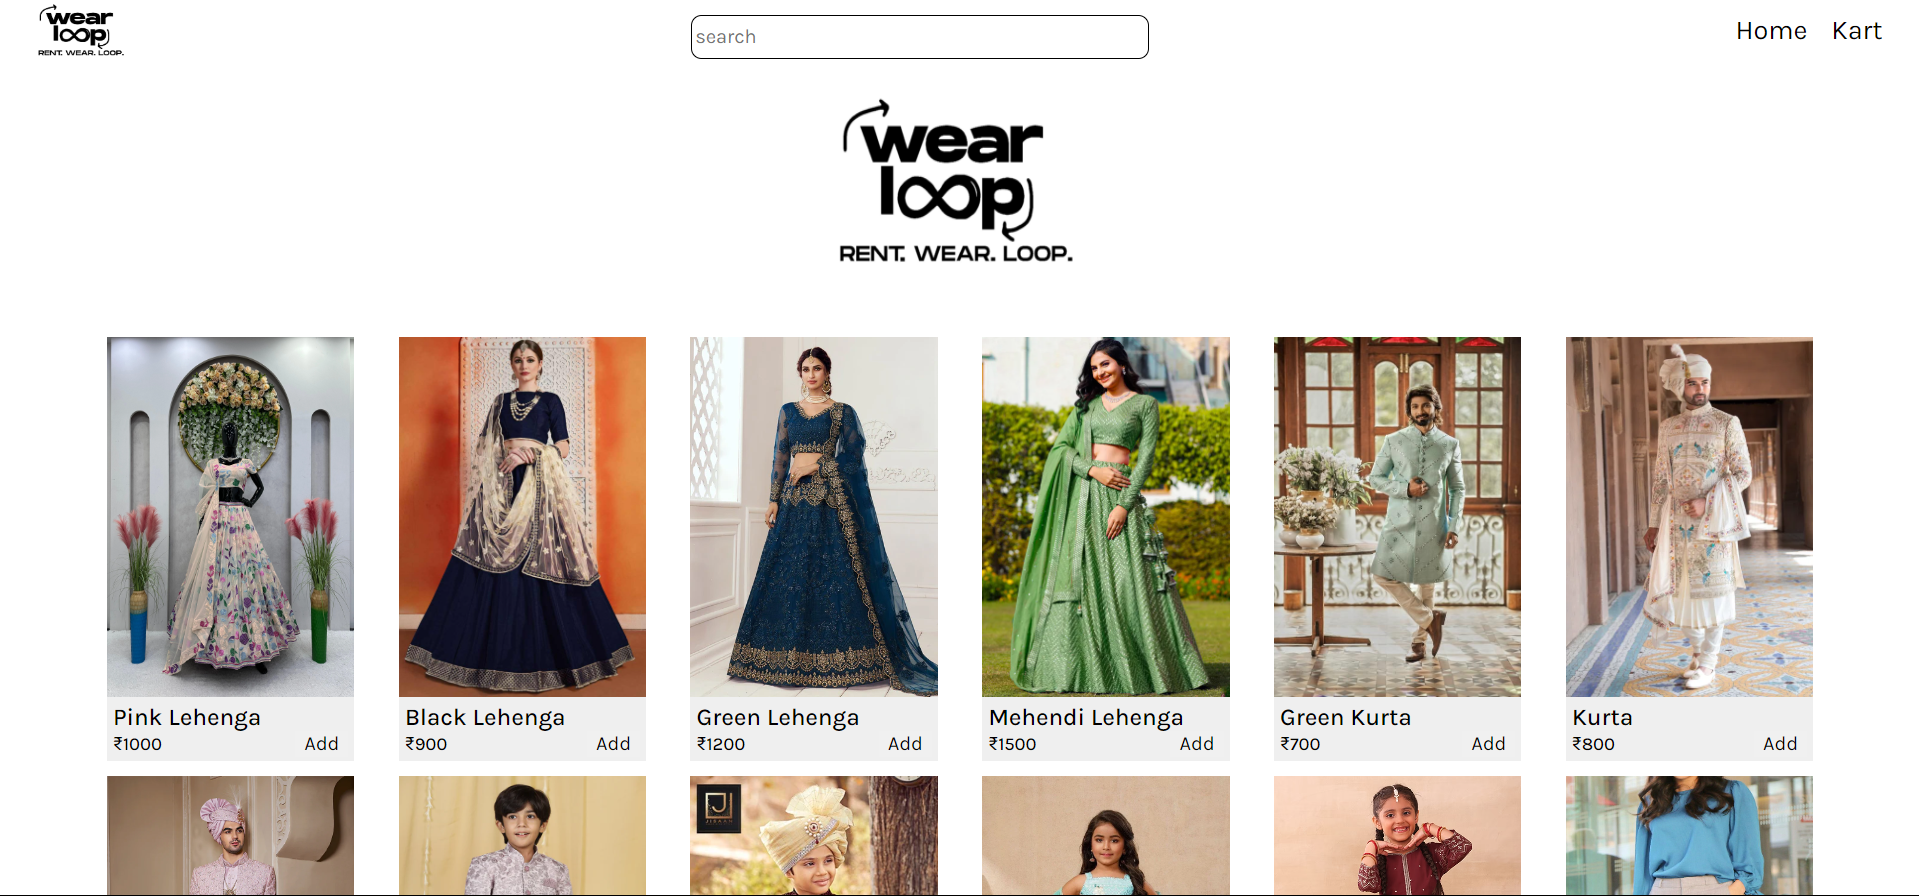 wear
loop
RENT. WEAR. LOOP.
search
Home
Kart
wear
loop
RENT. WEAR. LOOP.
Pink Lehenga
₹1000
Add
Black Lehenga
₹900
Add
Green Lehenga
₹1200
Add
Mehendi Lehenga
₹1500
Add
Green Kurta
₹700
Add
Kurta
₹800
Add
JISAAN